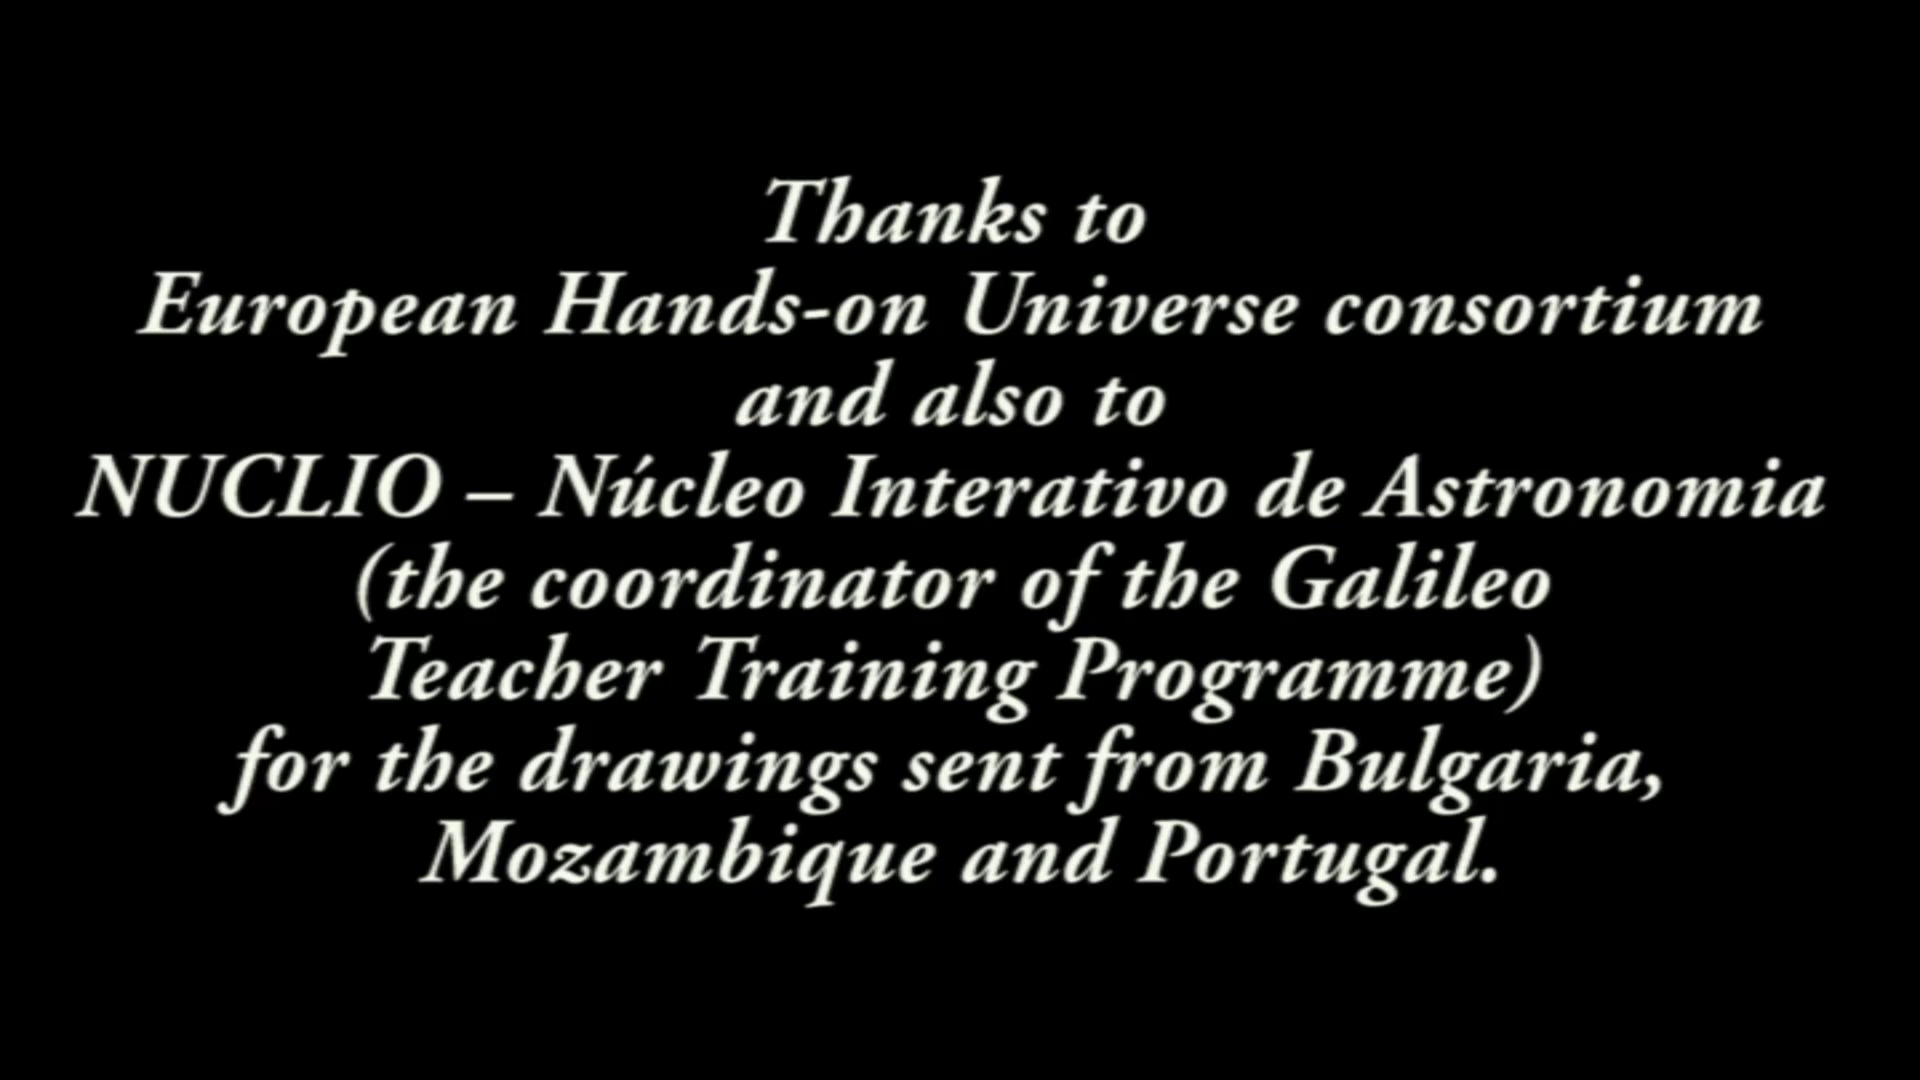 Thanks to
European Hands-on Universe consortium
and also to
NUCLIO – Núcleo Interativo de Astronomia
(the coordinator of the Galileo
Teacher Training Programme)
for the drawings sent from Bulgaria,
Mozambique and Portugal.